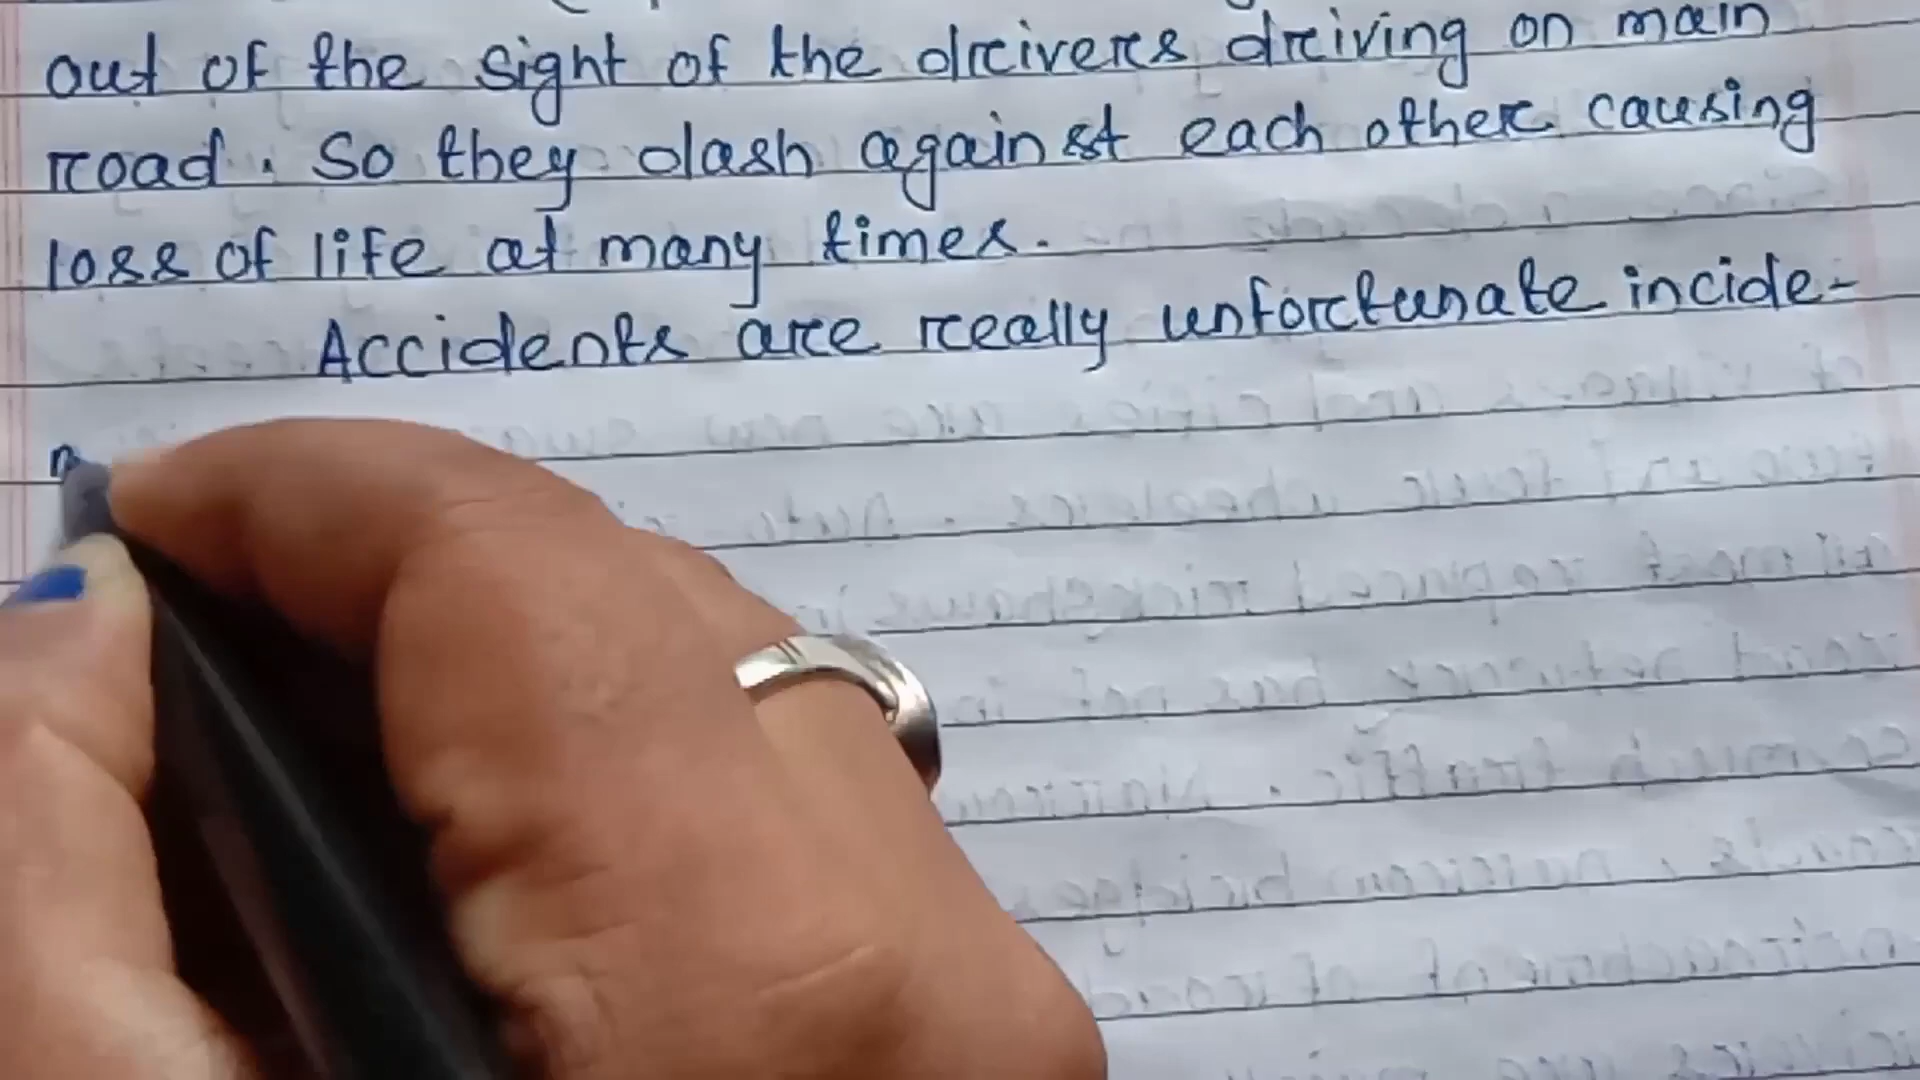 out of the sight of the drivers driving on main
road. So they dash against each other causing
loss of life at many times.
Accidents are really unfortunate incide-
n